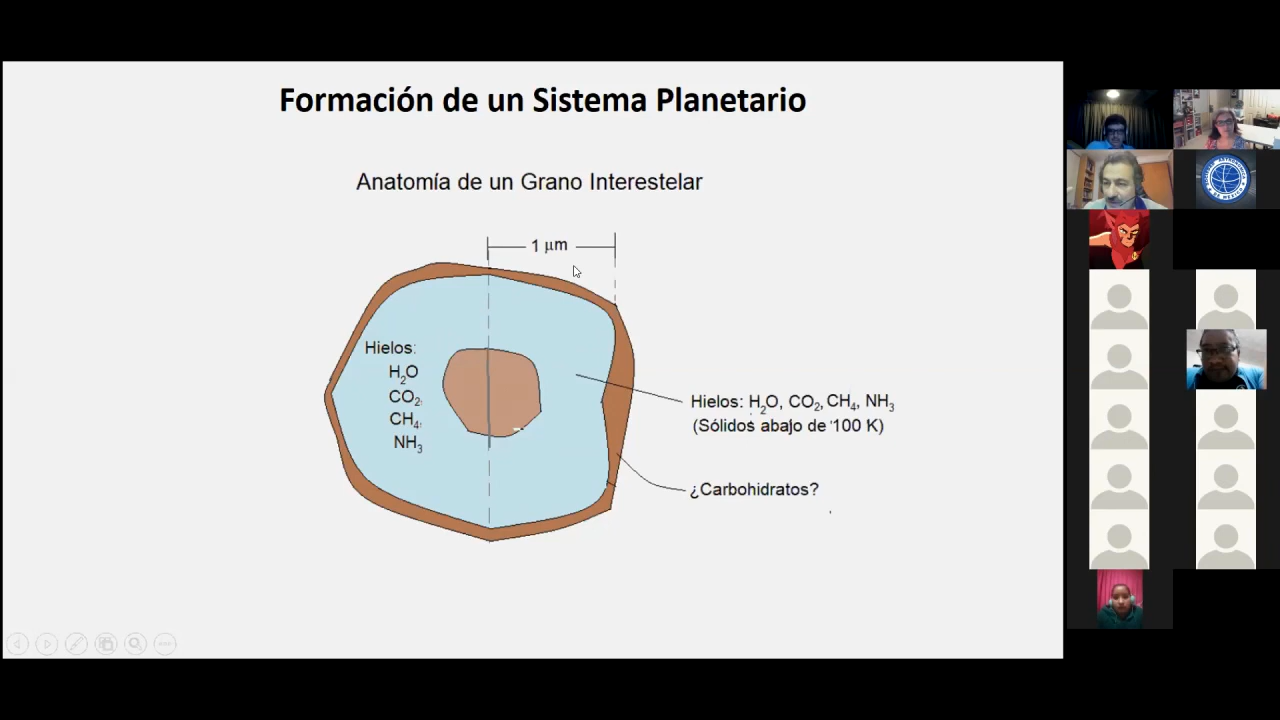 Formación de un Sistema Planetario
Anatomía de un Grano Interestelar
1 μm
Hielos:
H₂O
CO₂
CH₄
NH₃
Hielos: H₂O, CO₂, CH₄, NH₃
(Sólidos abajo de 100 K)
¿Carbohidratos?